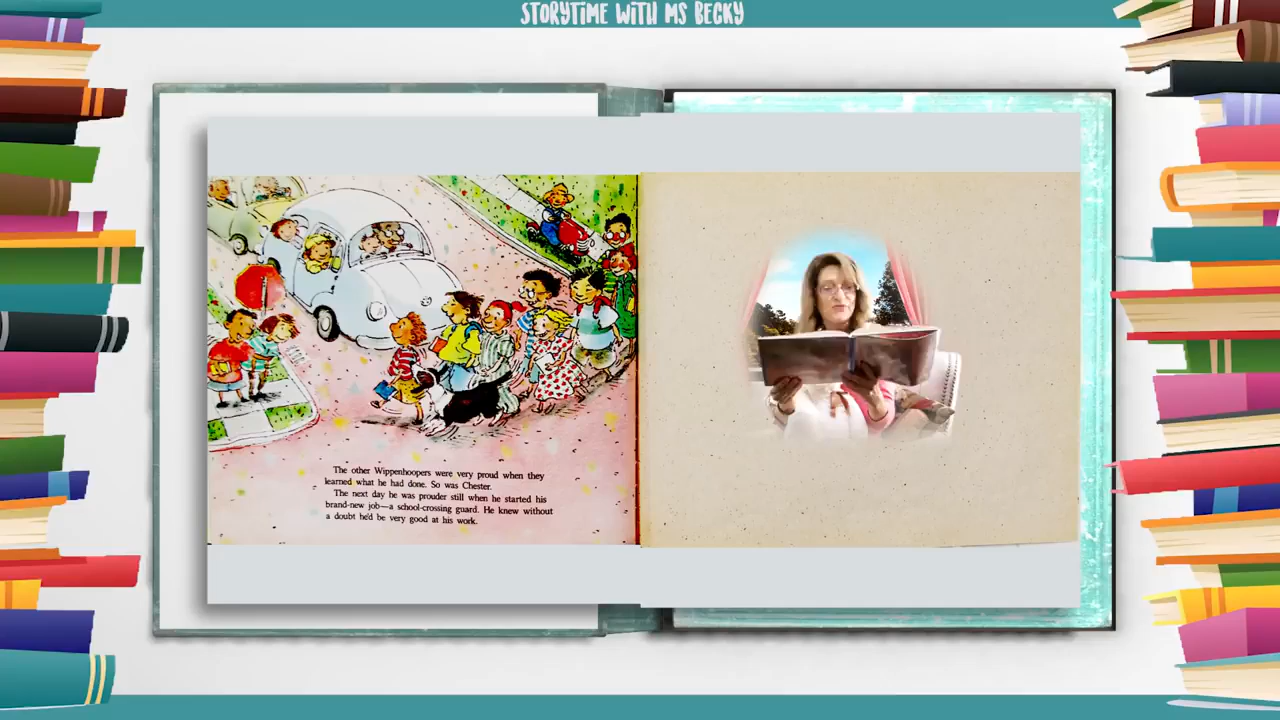 STORYTIME WITH MS BECKY
The other Wippenhoopers were very proud when they
learned what he had done. So was Chester.
The next day he was prouder still when he started his
brand-new job—a school-crossing guard. He knew without
a doubt he'd be very good at his work.